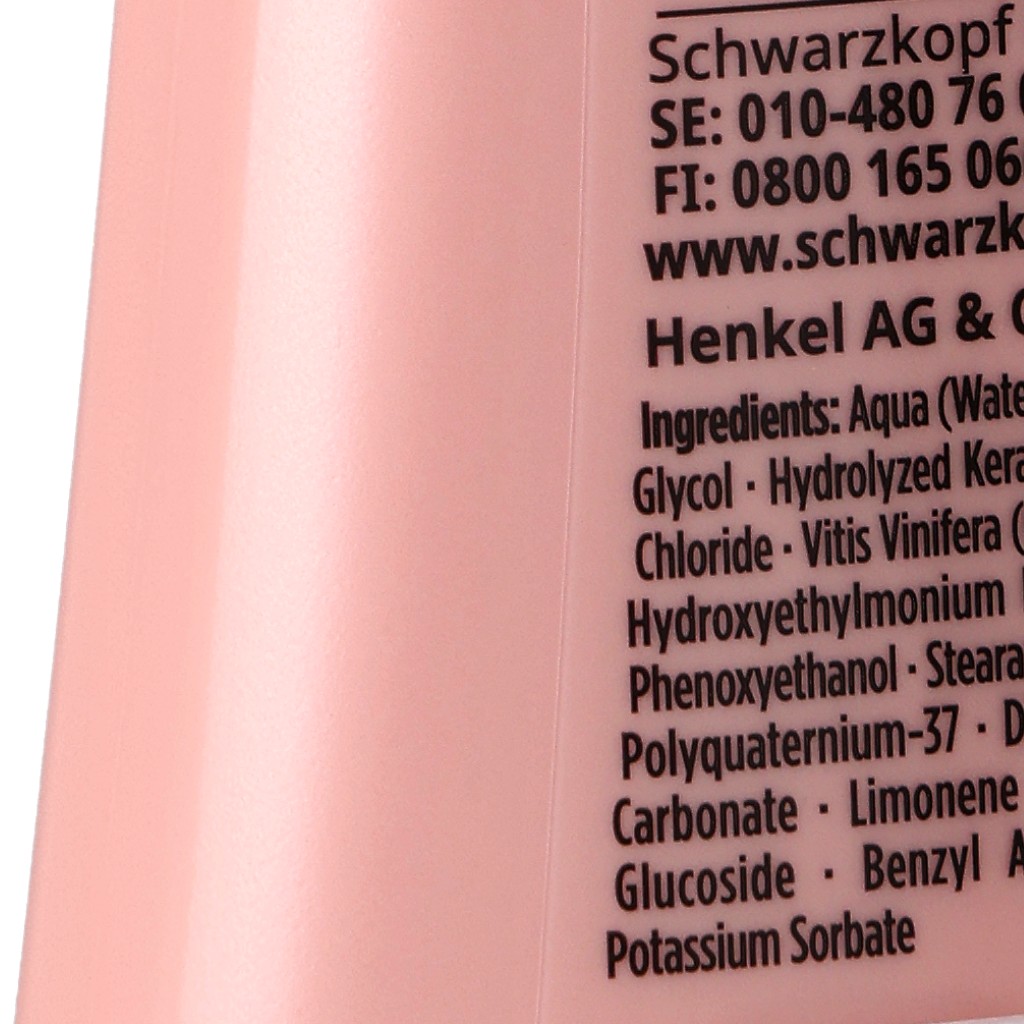 Schwarzkopf
SE: 010-480 76
FI: 0800 165 06
www.schwarzk
Henkel AG &
Ingredients: Aqua (Wate
Glycol · Hydrolyzed Kera
Chloride · Vitis Vinifera (
Hydroxyethylmonium
Phenoxyethanol · Steara
Polyquaternium-37 · D
Carbonate · Limonene
Glucoside · Benzyl A
Potassium Sorbate